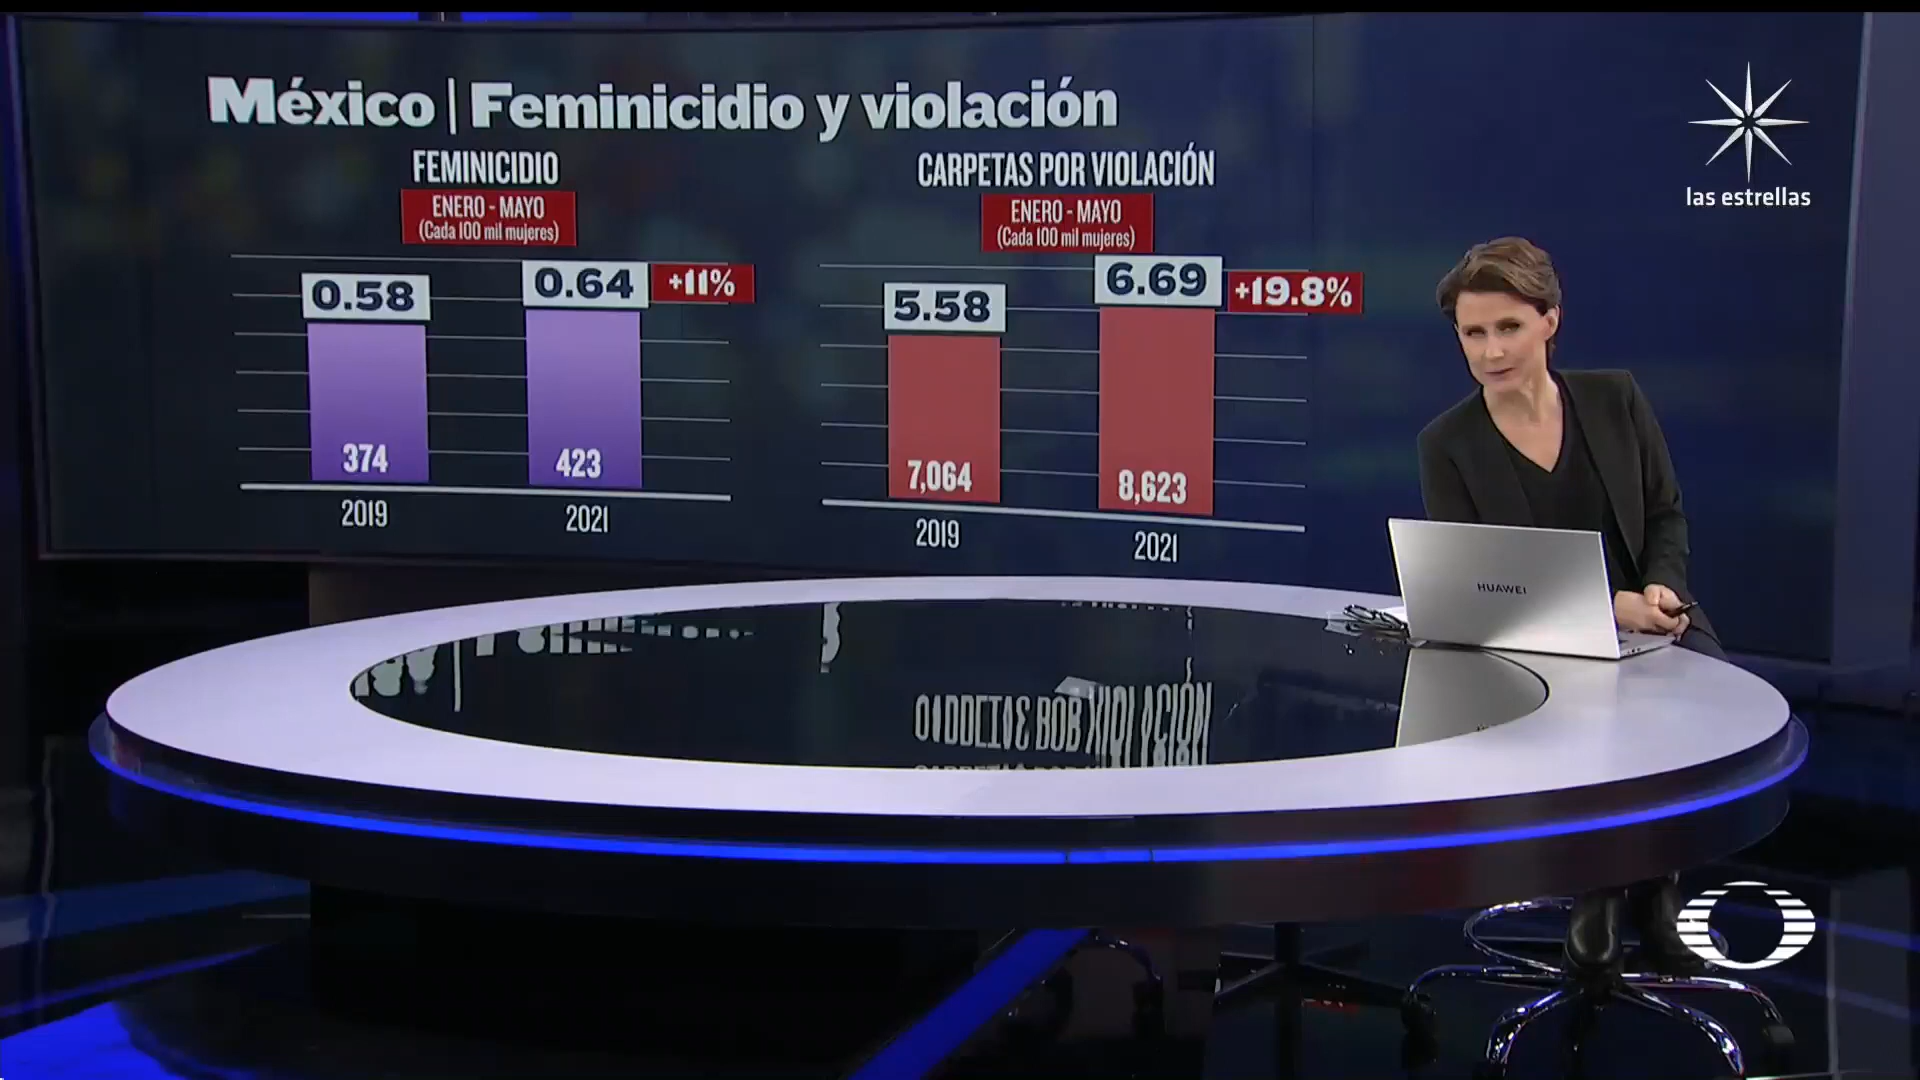 México | Feminicidio y violación
FEMINICIDIO
ENERO - MAYO
(Cada 100 mil mujeres)
0.58
0.64
+11%
374
423
2019
2021
CARPETAS POR VIOLACIÓN
ENERO - MAYO
(Cada 100 mil mujeres)
5.58
6.69
+19.8%
7,064
8,623
2019
2021
las estrellas
HUAWEI